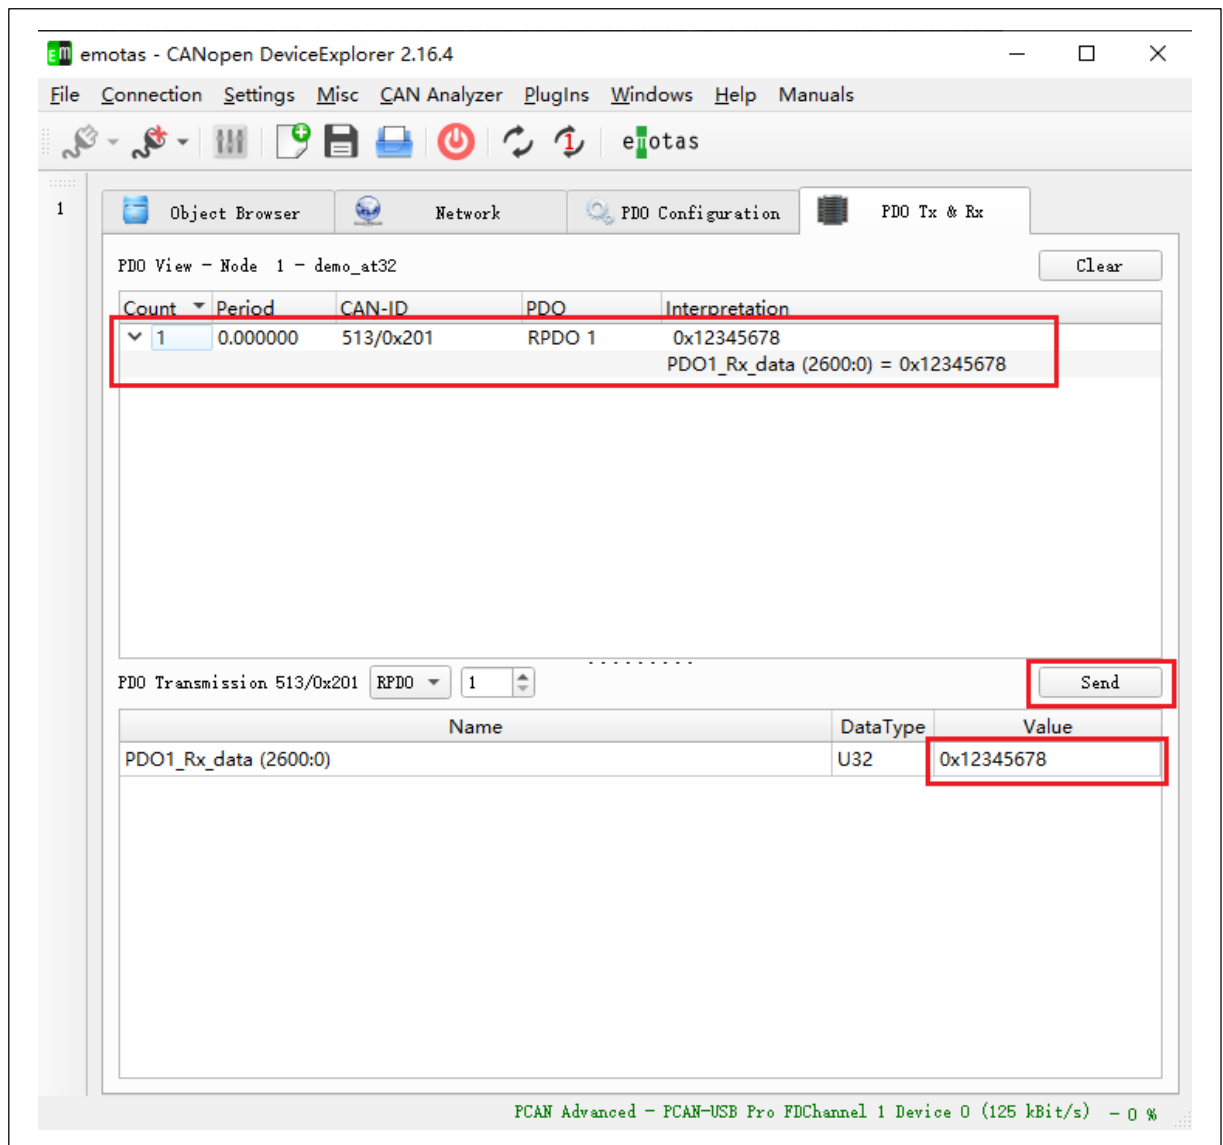 EM emotas - CANopen DeviceExplorer 2.16.4
File Connection Settings Misc CAN Analyzer PlugIns Windows Help Manuals
1 emotas
1
Object Browser Network PDO Configuration PDO Tx & Rx
PDO View - Node 1 - demo_at32 Clear
Count Period CAN-ID PDO Interpretation
1 0.000000 513/0x201 RPDO 1 0x12345678
PDO1_Rx_data (2600:0) = 0x12345678
PDO Transmission 513/0x201 RPDO 1 Send
Name DataType Value
PDO1_Rx_data (2600:0) U32 0x12345678
PCAN Advanced - PCAN-USB Pro FDChannel 1 Device 0 (125 kBit/s) - 0 %